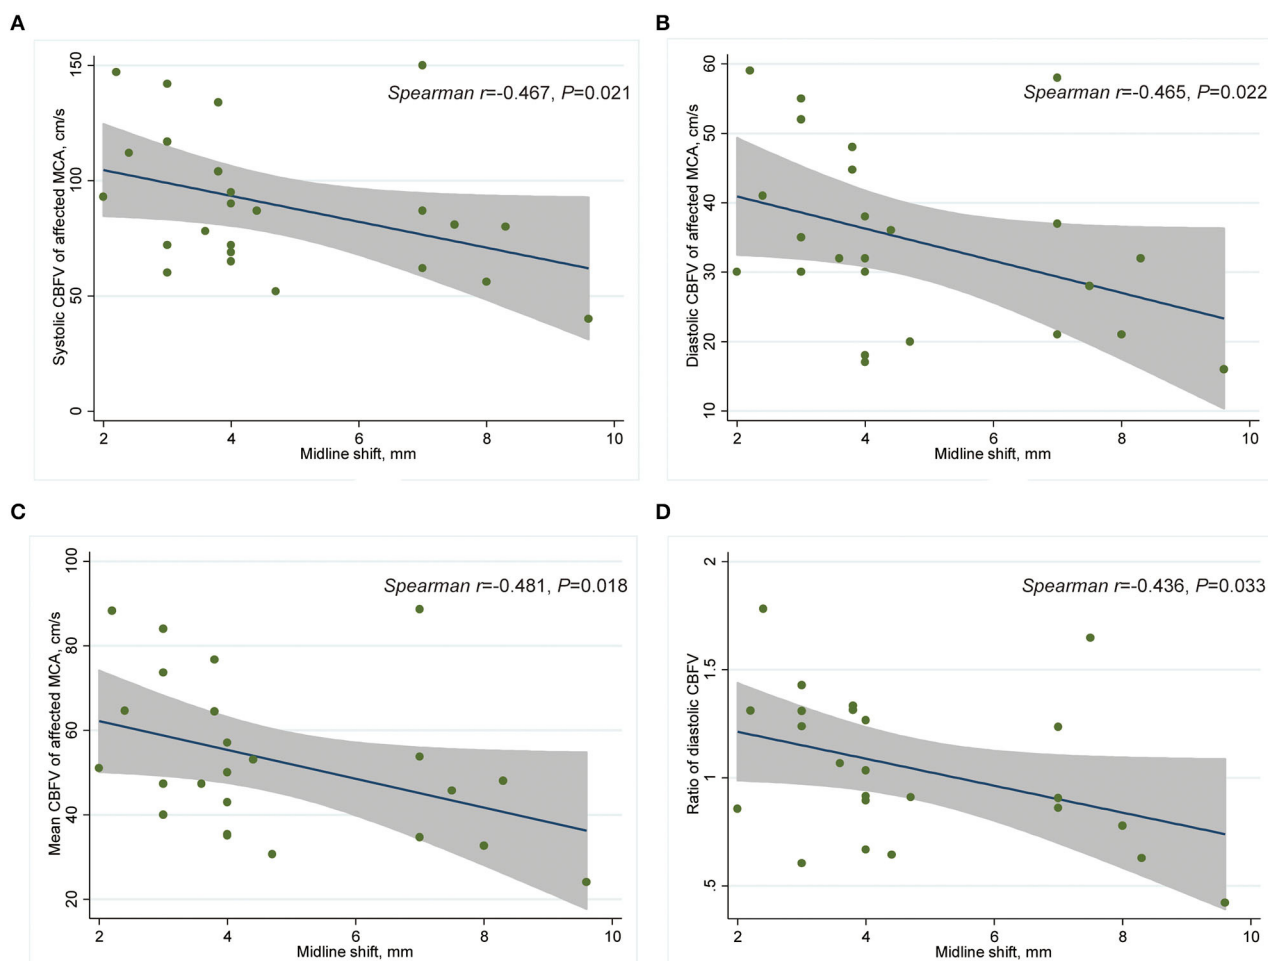 A
Systolic CBFV of affected MCA, cm/s
150
100
50
0
Spearman r=-0.467, P=0.021
2 4 6 8 10
Midline shift, mm
B
Diastolic CBFV of affected MCA, cm/s
60
50
40
30
20
10
Spearman r=-0.465, P=0.022
2 4 6 8 10
Midline shift, mm
C
Mean CBFV of affected MCA, cm/s
100
80
60
40
20
Spearman r=-0.481, P=0.018
2 4 6 8 10
Midline shift, mm
D
Ratio of diastolic CBFV
2
1.5
1
.5
Spearman r=-0.436, P=0.033
2 4 6 8 10
Midline shift, mm